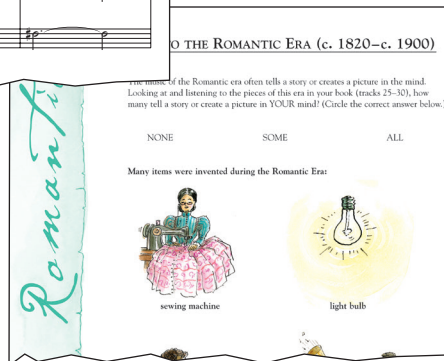 TO THE ROMANTIC ERA (c. 1820–c. 1900)
The music of the Romantic era often tells a story or creates a picture in the mind.
Looking at and listening to the pieces of this era in your book (tracks 25–30), how
many tell a story or create a picture in YOUR mind? (Circle the correct answer below.)
NONE SOME ALL
Many items were invented during the Romantic Era:
sewing machine light bulb
Romantic